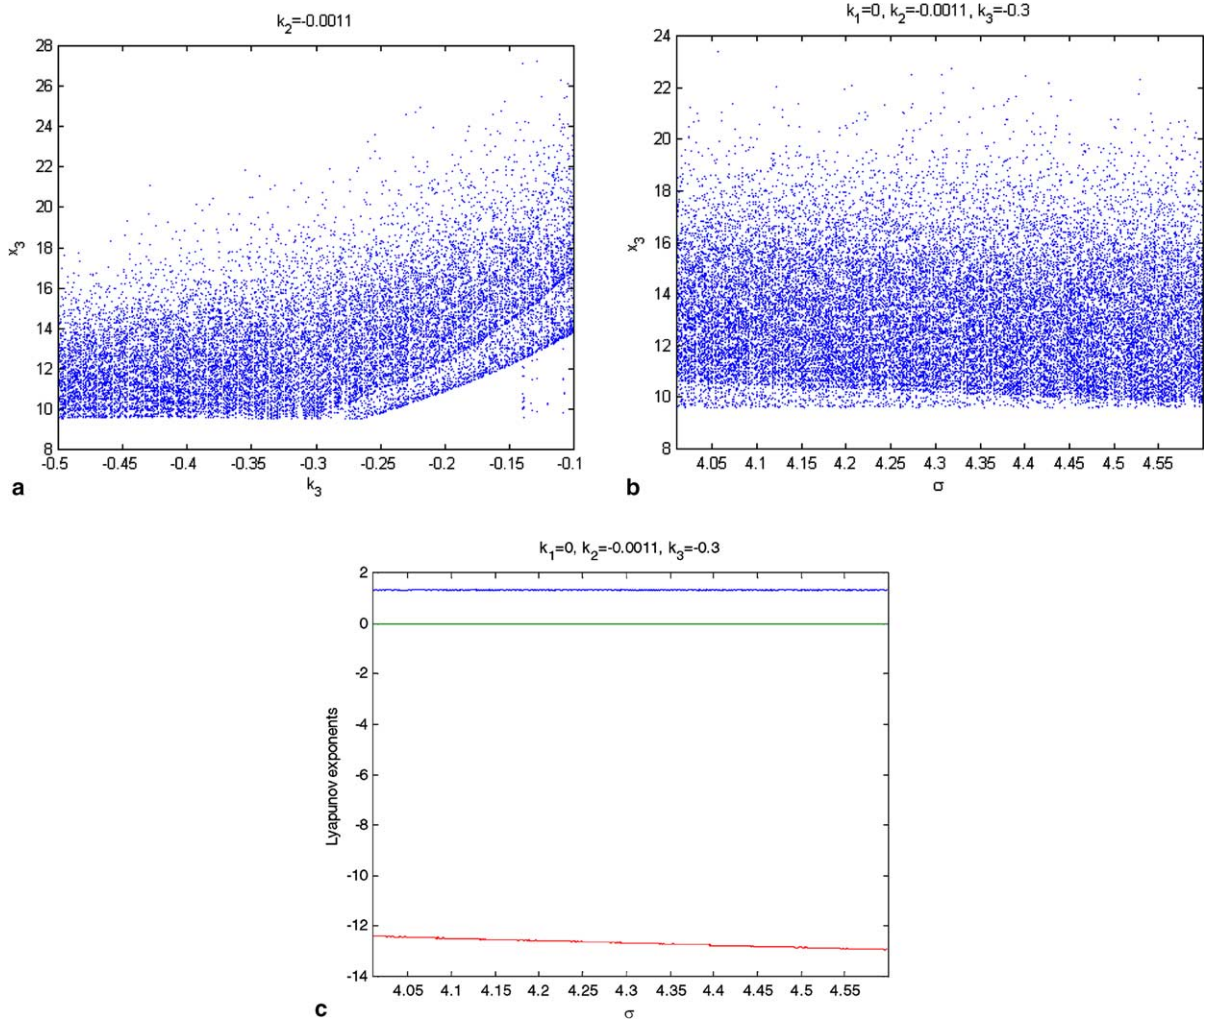 k2=-0.0011
28
26
24
22
20
18
16
14
12
10
8
x3
-0.5 -0.45 -0.4 -0.35 -0.3 -0.25 -0.2 -0.15 -0.1
k3
a
k1=0, k2=-0.0011, k3=-0.3
24
22
20
18
16
14
12
10
8
x3
4.05 4.1 4.15 4.2 4.25 4.3 4.35 4.4 4.45 4.5 4.55
σ
b
k1=0, k2=-0.0011, k3=-0.3
2
0
-2
-4
-6
-8
-10
-12
-14
Lyapunov exponents
4.05 4.1 4.15 4.2 4.25 4.3 4.35 4.4 4.45 4.5 4.55
σ
c